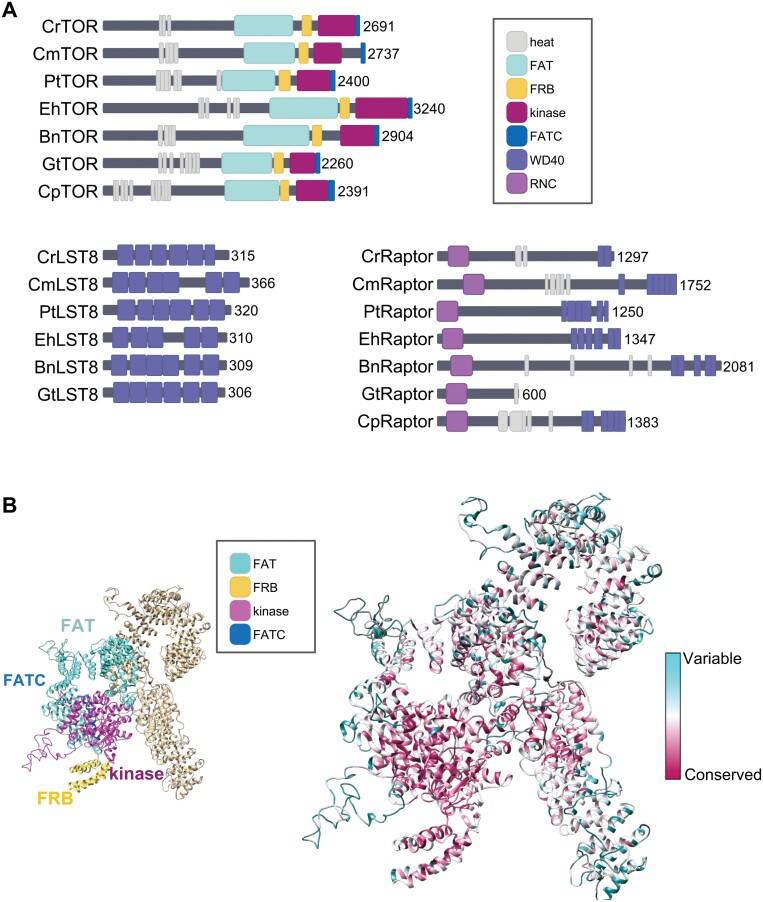 A
CrTOR 2691
CmTOR 2737
PtTOR 2400
EhTOR 3240
BnTOR 2904
GtTOR 2260
CpTOR 2391
heat
FAT
FRB
kinase
FATC
WD40
RNC
CrLST8 315
CmLST8 366
PtLST8 320
EhLST8 310
BnLST8 309
GtLST8 306
CrRaptor 1297
CmRaptor 1752
PtRaptor 1250
EhRaptor 1347
BnRaptor 2081
GtRaptor 600
CpRaptor 1383
B
FAT
FATC
kinase
FRB
FAT
FRB
kinase
FATC
Variable
Conserved